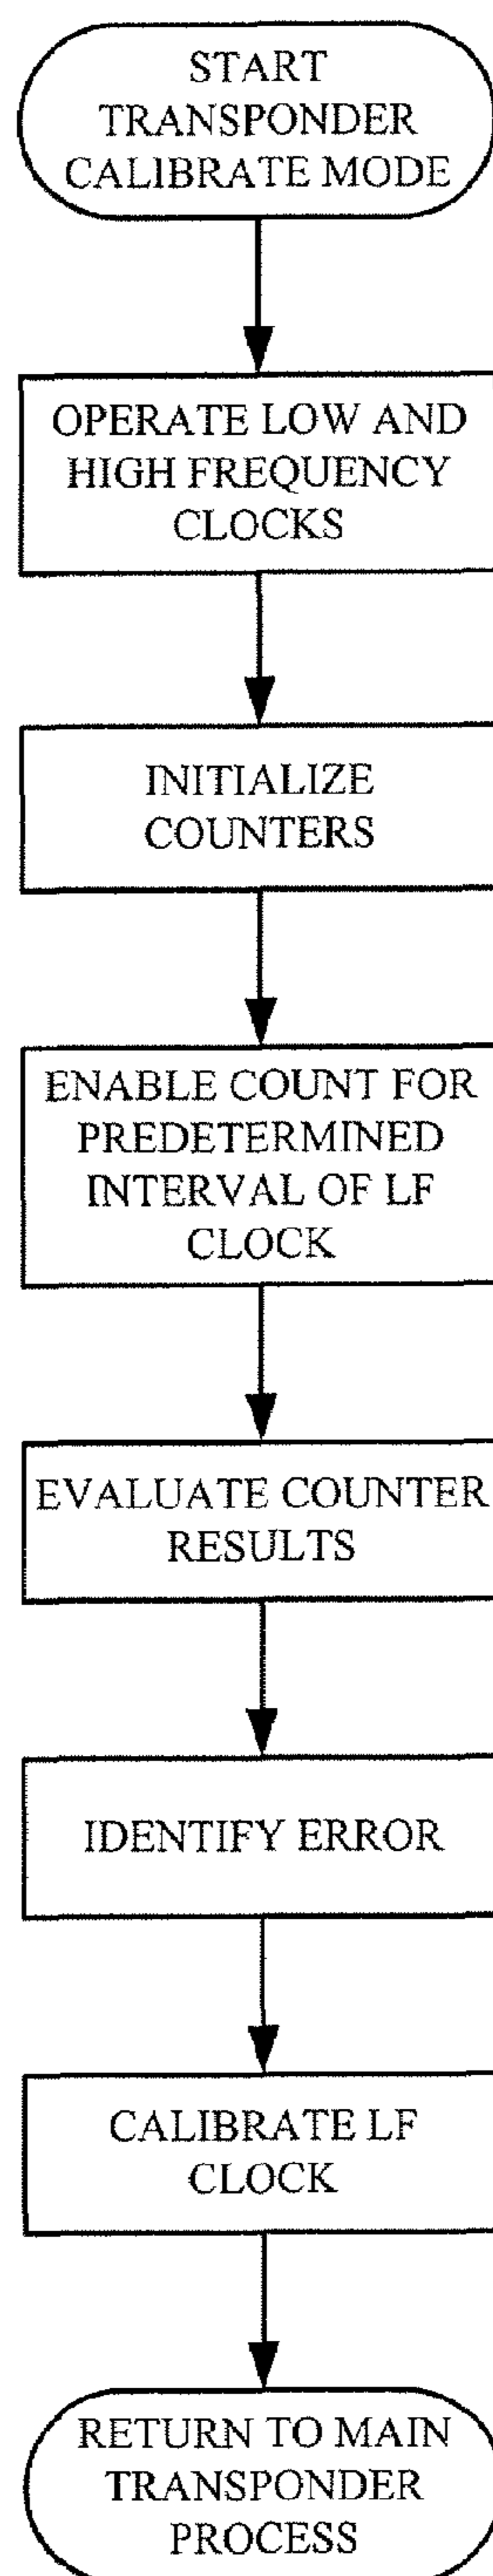 START
TRANSPONDER
CALIBRATE MODE
OPERATE LOW AND
HIGH FREQUENCY
CLOCKS
INITIALIZE
COUNTERS
ENABLE COUNT FOR
PREDETERMINED
INTERVAL OF LF
CLOCK
EVALUATE COUNTER
RESULTS
IDENTIFY ERROR
CALIBRATE LF
CLOCK
RETURN TO MAIN
TRANSPONDER
PROCESS